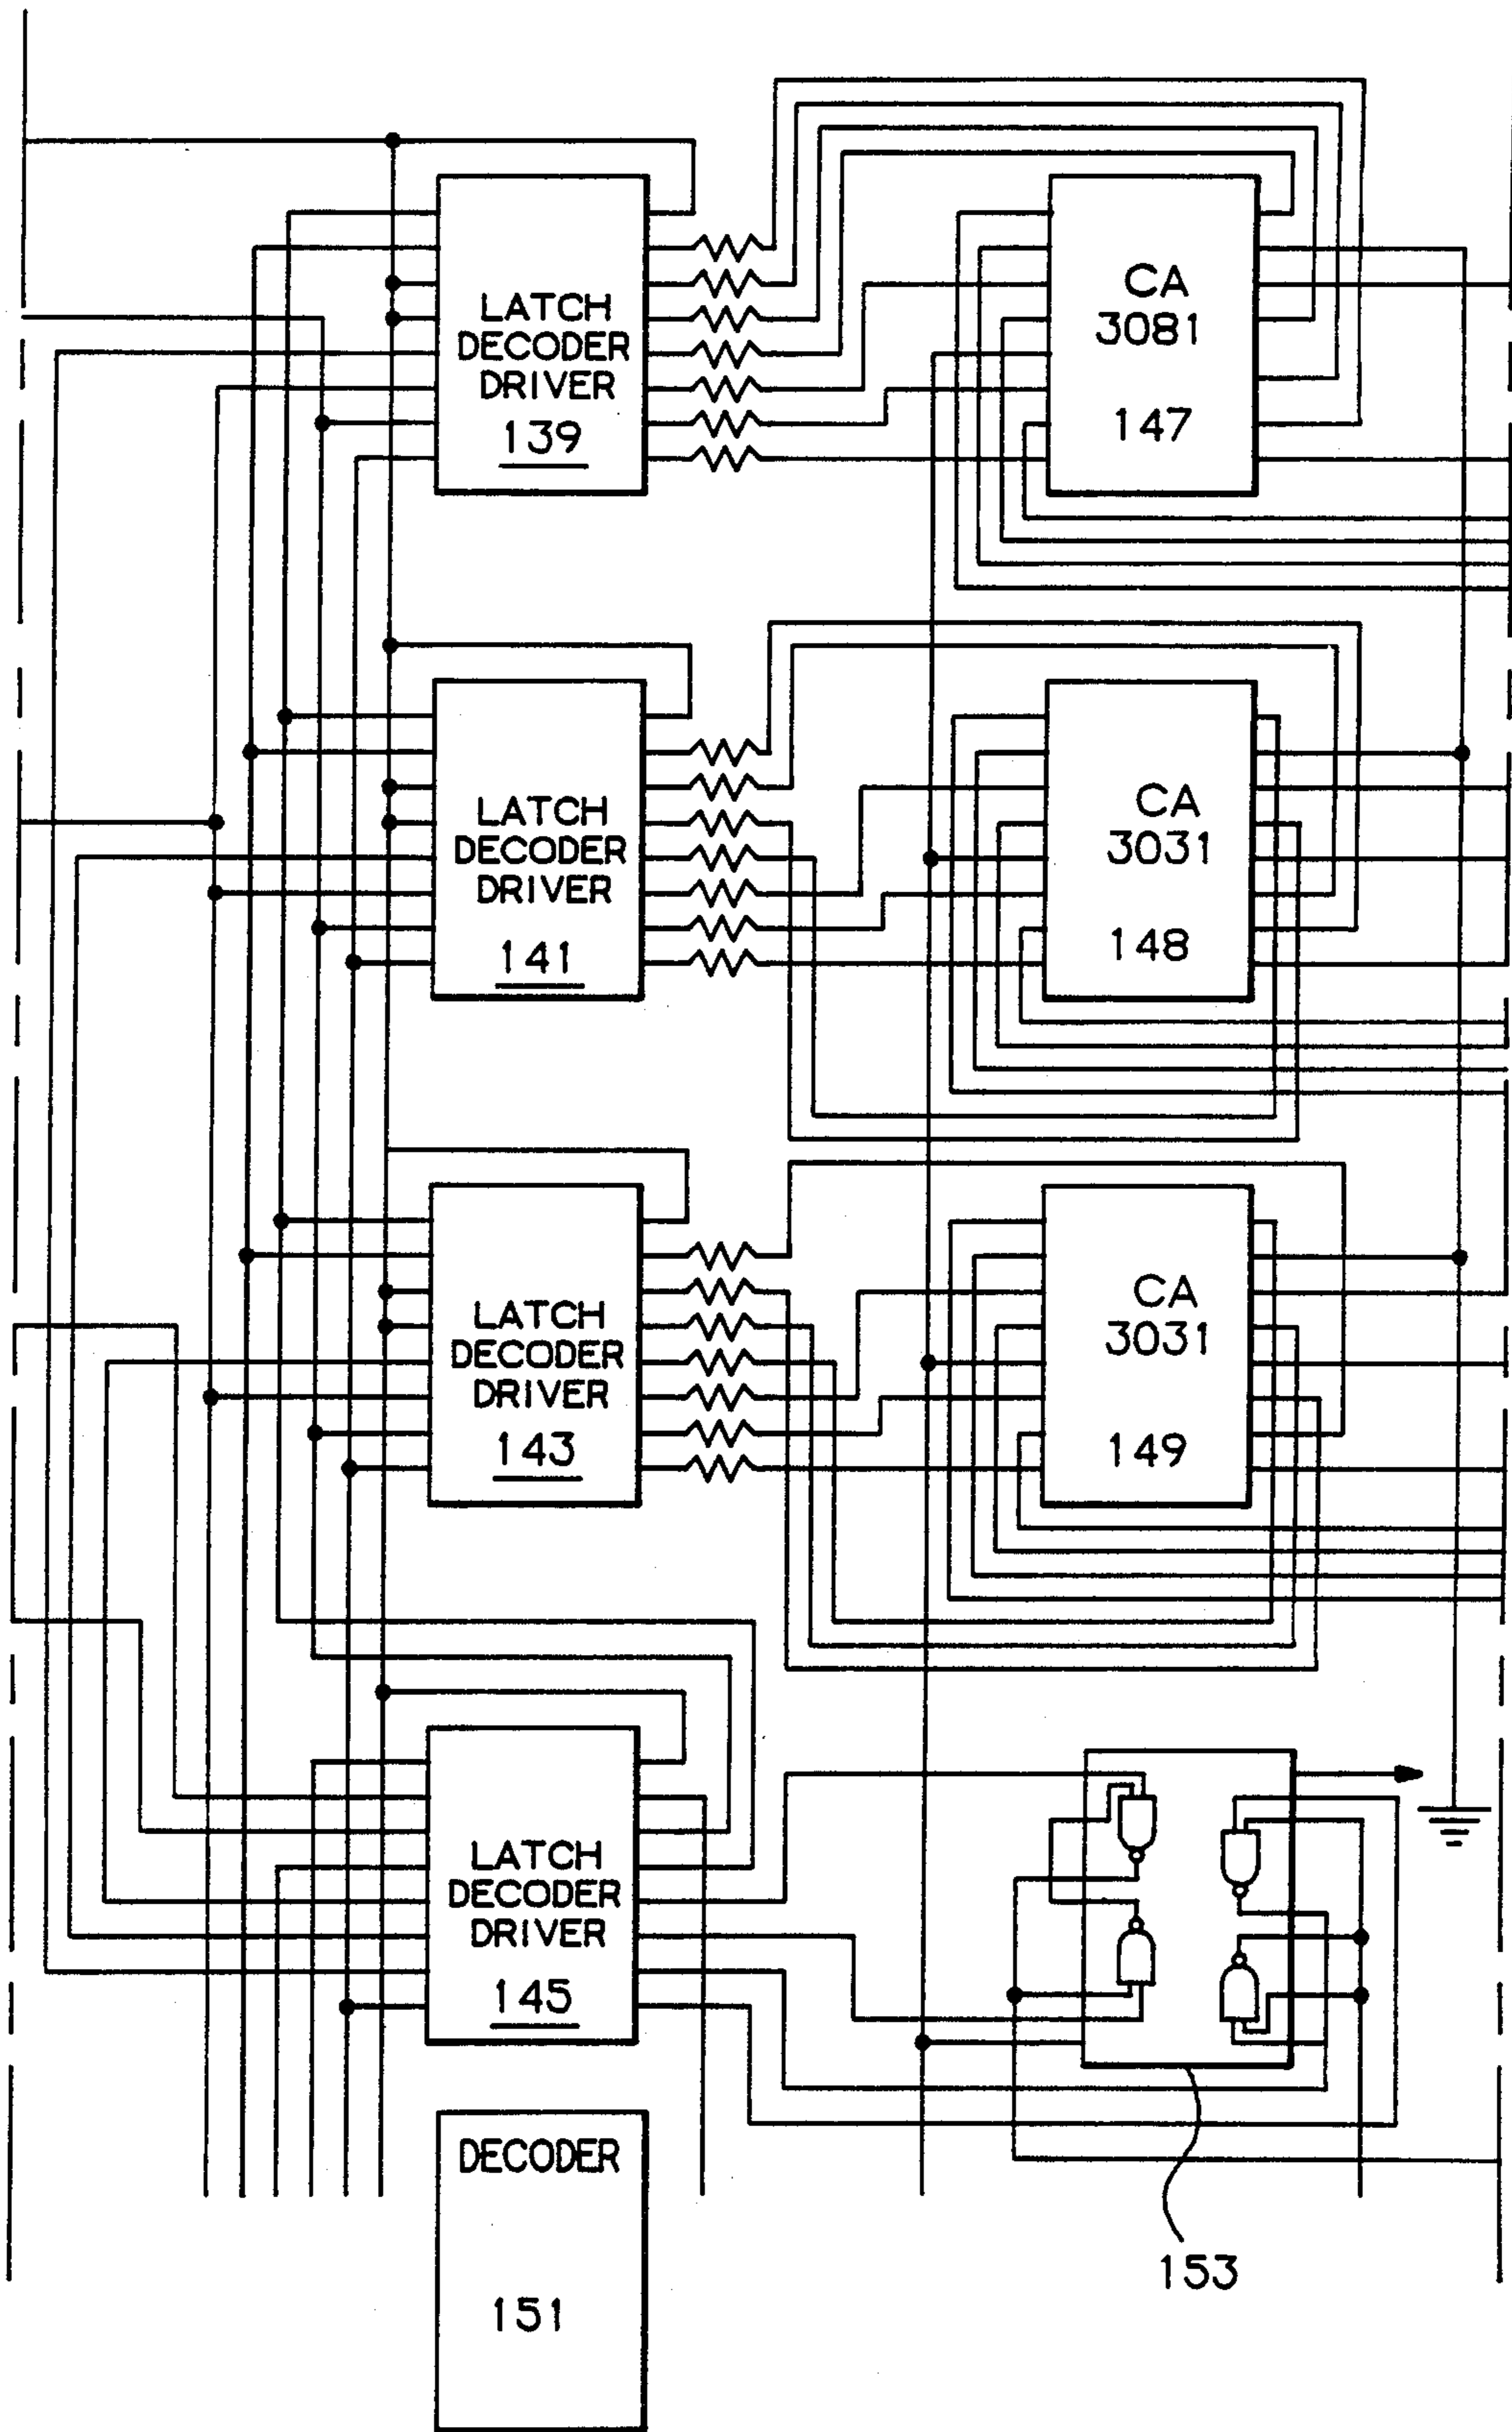 LATCH
DECODER
DRIVER
139
CA
3081
147
LATCH
DECODER
DRIVER
141
CA
3031
148
LATCH
DECODER
DRIVER
143
CA
3031
149
LATCH
DECODER
DRIVER
145
153
DECODER
151